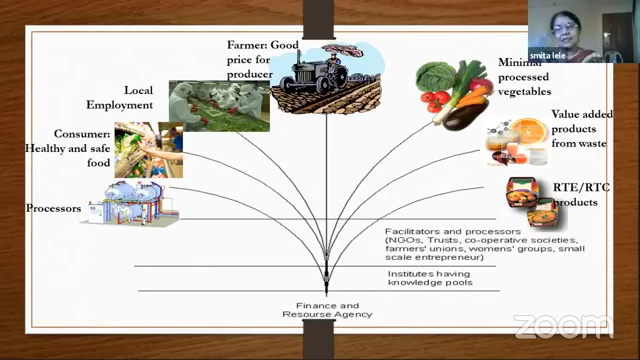 smita lele
Farmer: Good
price for
producer
Minimal
processed
vegetables
Local
Employment
Value added
products
from waste
Consumer:
Healthy and safe
food
RTE/RTC
products
Processors
Facilitators and processors
(NGOs, Trusts, co-operative societies,
farmers' unions, womens' groups, small
scale entrepreneur)
Institutes having
knowledge pools
Finance and
Resourse Agency
zoom